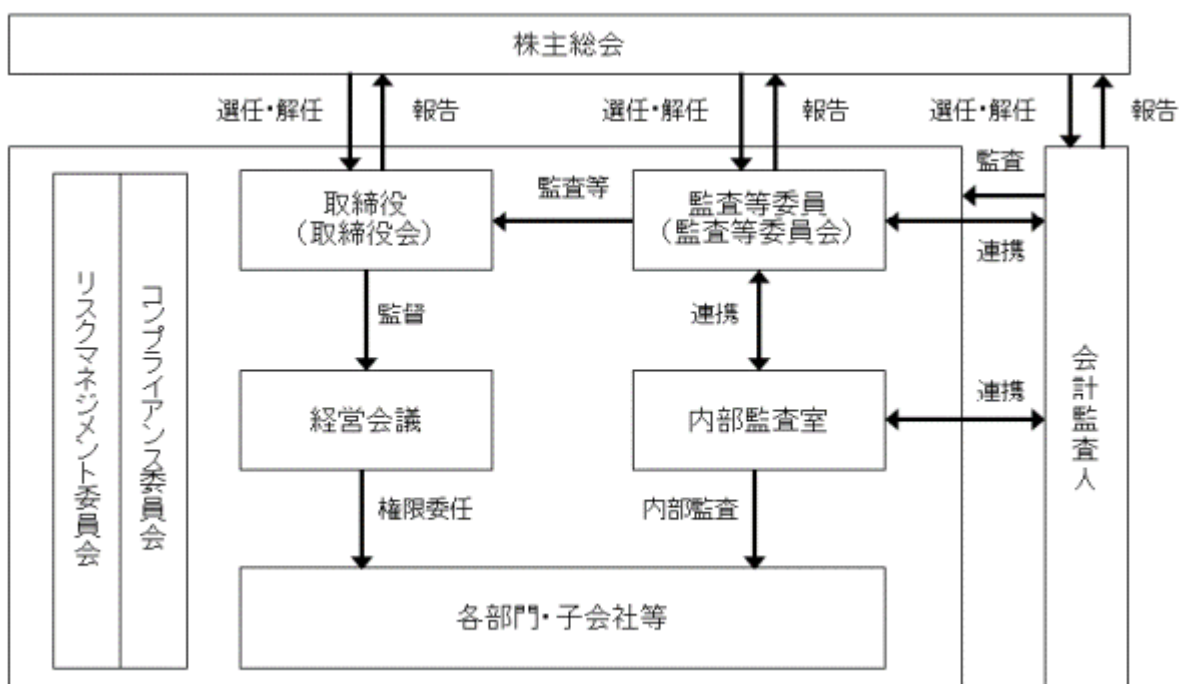 株主総会
選任・解任
報告
選任・解任
報告
選任・解任
報告
監査
取締役
(取締役会)
監査等
監査等委員
(監査等委員会)
連携
リスクマネジメント委員会
コンプライアンス委員会
監督
連携
経営会議
内部監査室
連携
会計監査人
権限委任
内部監査
各部門・子会社等